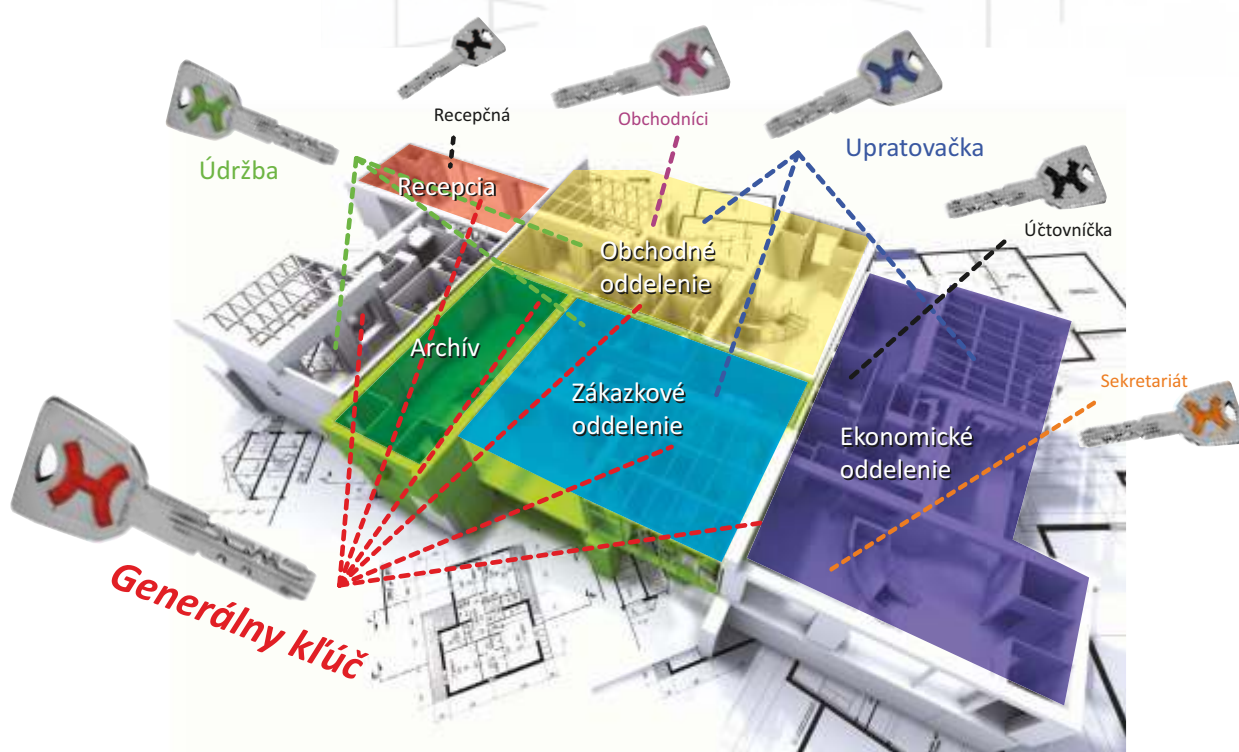 Recepčná
Obchodníci
Upratovačka
Údržba
Recepcia
Účtovníčka
Obchodné
oddelenie
Archív
Zákazkové
oddelenie
Sekretariát
Ekonomické
oddelenie
Generálny kľúč